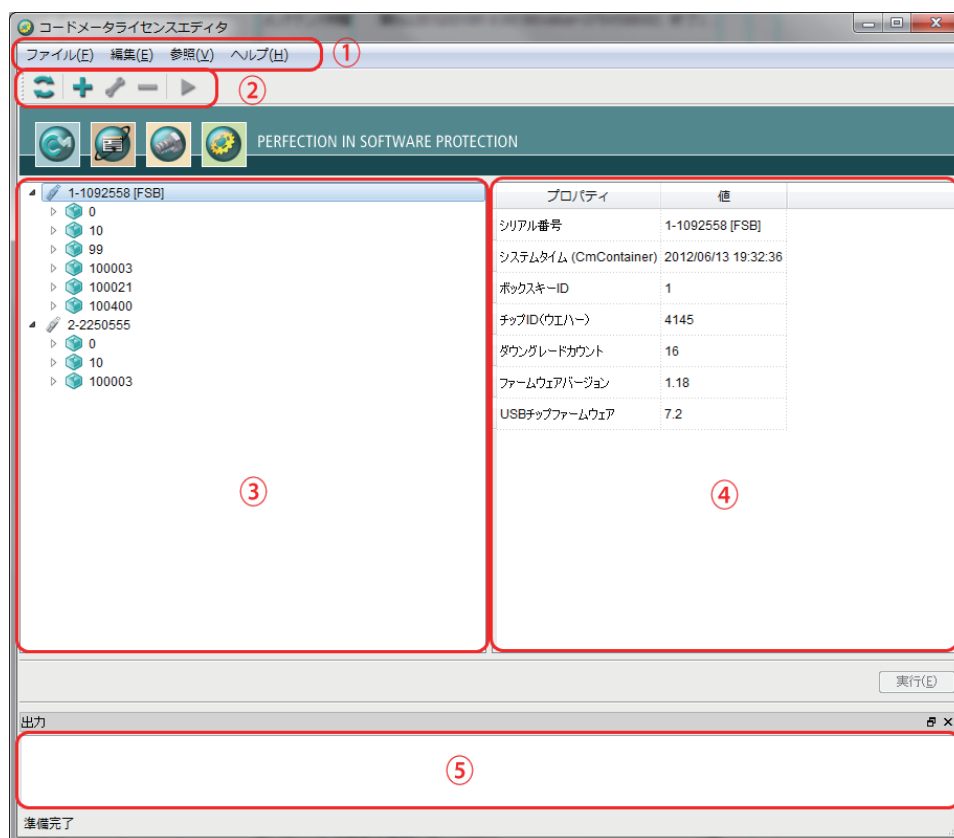 コードメータライセンスエディタ
ファイル(F) 編集(E) 参照(V) ヘルプ(H) ①
②
PERFECTION IN SOFTWARE PROTECTION
1-1092558 [FSB]
0
10
99
100003
100021
100400
2-2250555
0
10
100003
③
プロパティ 値
シリアル番号 1-1092558 [FSB]
システムタイム (CmContainer) 2012/06/13 19:32:36
ボックスキーID 1
チップID(ウエハー) 4145
ダウングレードカウント 16
ファームウェアバージョン 1.18
USBチップファームウェア 7.2
④
実行(E)
出力
⑤
準備完了